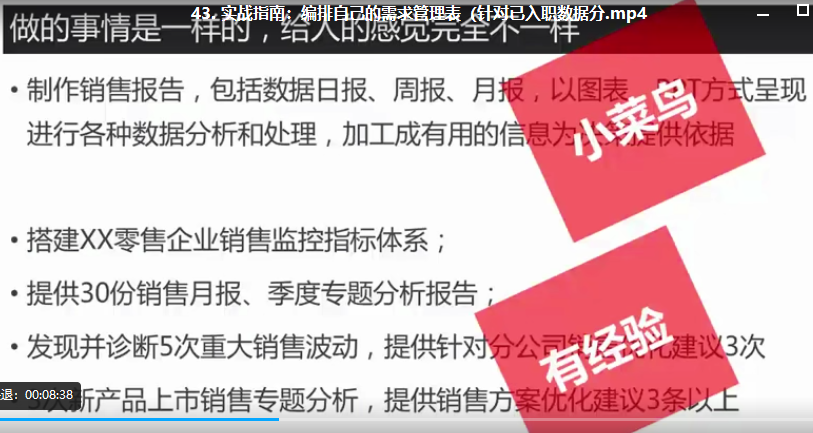 43. 实战指南：编排自己的需求管理表（针对已入职数据分.mp4
做的事情是一样的，给人的感觉完全不一样
• 制作销售报告，包括数据日报、周报、月报，以图表、PPT方式呈现
进行各种数据分析和处理，加工成有用的信息为决策提供依据
小菜鸟
• 搭建XX零售企业销售监控指标体系；
• 提供30份销售月报、季度专题分析报告；
• 发现并诊断5次重大销售波动，提供针对分公司销售优化建议3次
有经验
退：00:08:38
次新产品上市销售专题分析，提供销售方案优化建议3条以上